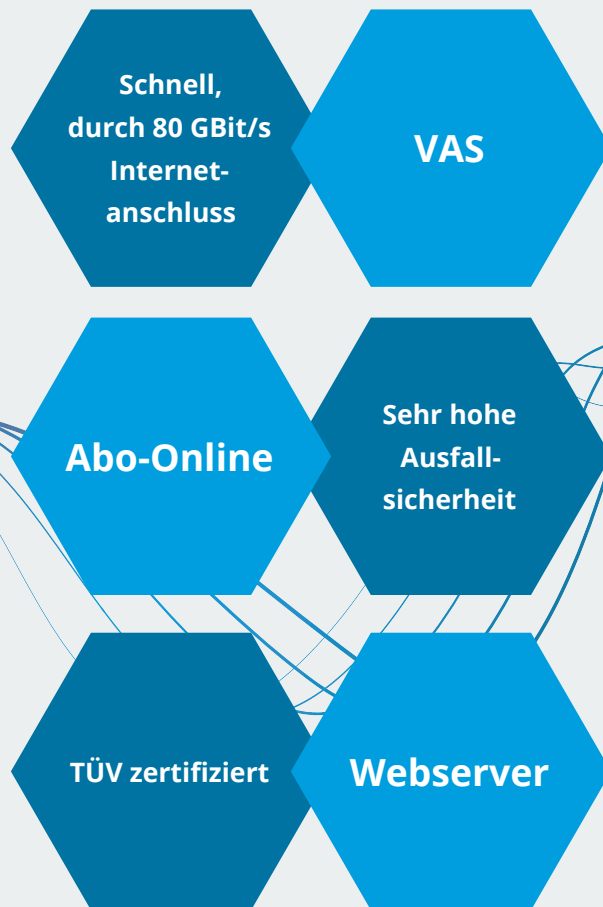 Schnell,
durch 80 GBit/s
Internet-
anschluss
VAS
Abo-Online
Sehr hohe
Ausfall-
sicherheit
TÜV zertifiziert
Webserver